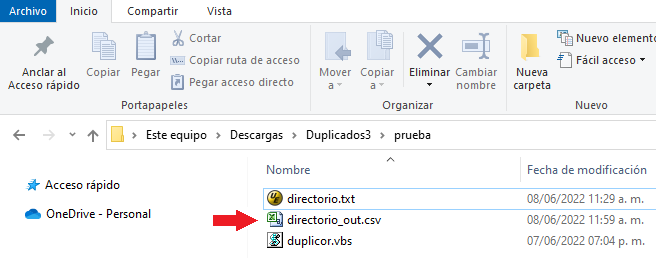 Archivo Inicio Compartir Vista
Anclar al
Acceso rápido
Copiar
Pegar
Cortar
Copiar ruta de acceso
Pegar acceso directo
Portapapeles
Mover
a
Copiar
a
Eliminar
Cambiar
nombre
Organizar
Nueva
carpeta
Nuevo elemento
Fácil acceso
Nuevo
Este equipo > Descargas > Duplicados3 > prueba
Acceso rápido
OneDrive - Personal
Nombre Fecha de modificación
directorio.txt 08/06/2022 11:29 a. m.
directorio_out.csv 08/06/2022 11:59 a. m.
duplicor.vbs 07/06/2022 07:04 p. m.